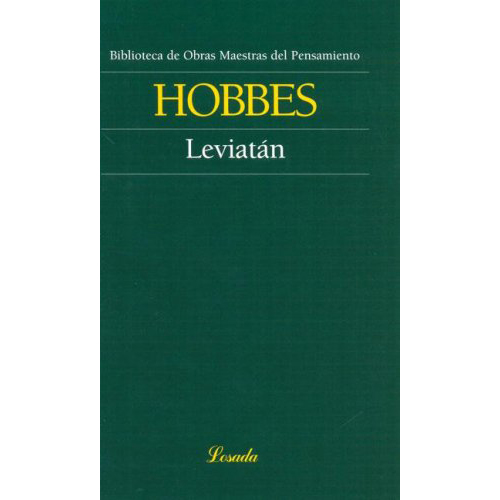 Biblioteca de Obras Maestras del Pensamiento
HOBBES
Leviatán
Losada